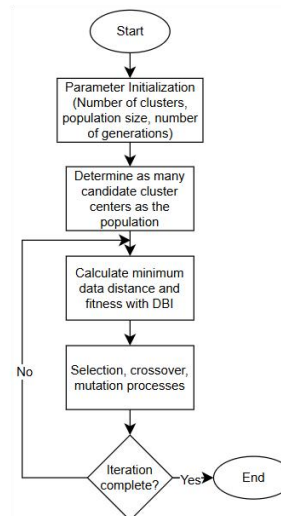 Start
Parameter Initialization
(Number of clusters,
population size, number
of generations)
Determine as many
candidate cluster
centers as the
population
Calculate minimum
data distance and
fitness with DBI
Selection, crossover,
mutation processes
No
Iteration
complete?
Yes
End